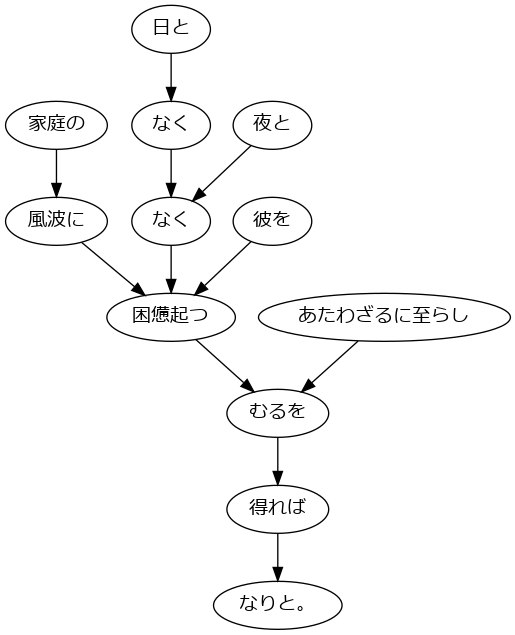 日と
家庭の
なく
夜と
風波に
なく
彼を
困憊起つ
あたわざるに至らし
むるを
得れば
なりと。